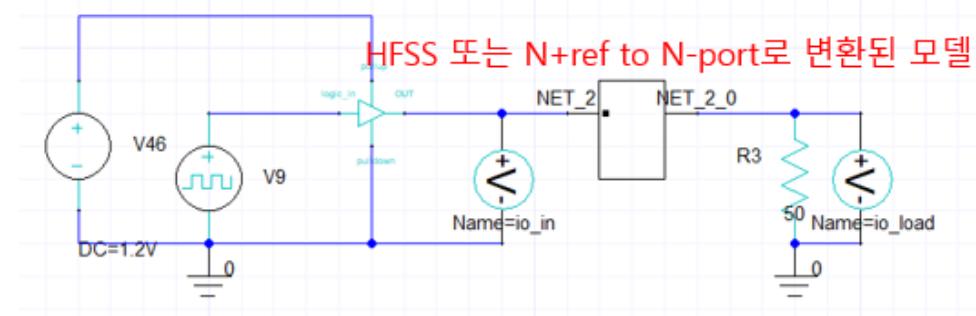 HFSS 또는 N+ref to N-port로 변환된 모델
logic_in
OUT
NET_2
NET_2_0
V46
V9
pulldown
R3
50
Name=io_in
Name=io_load
DC=1.2V
0
0